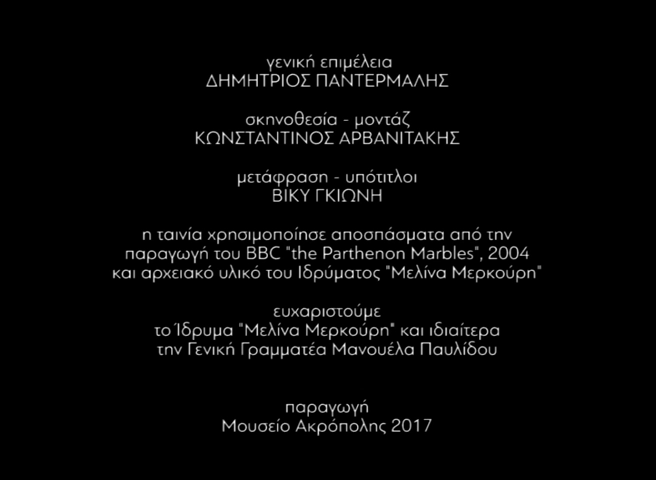 γενική επιμέλεια
ΔΗΜΗΤΡΙΟΣ ΠΑΝΤΕΡΜΑΛΗΣ
σκηνοθεσία - μοντάζ
ΚΩΝΣΤΑΝΤΙΝΟΣ ΑΡΒΑΝΙΤΑΚΗΣ
μετάφραση - υπότιτλοι
ΒΙΚΥ ΓΚΙΩΝΗ
η ταινία χρησιμοποίησε αποσπάσματα από την
παραγωγή του BBC "the Parthenon Marbles", 2004
και αρχειακό υλικό του Ιδρύματος "Μελίνα Μερκούρη"
ευχαριστούμε
το Ίδρυμα "Μελίνα Μερκούρη" και ιδιαίτερα
την Γενική Γραμματέα Μανουέλα Παυλίδου
παραγωγή
Μουσείο Ακρόπολης 2017